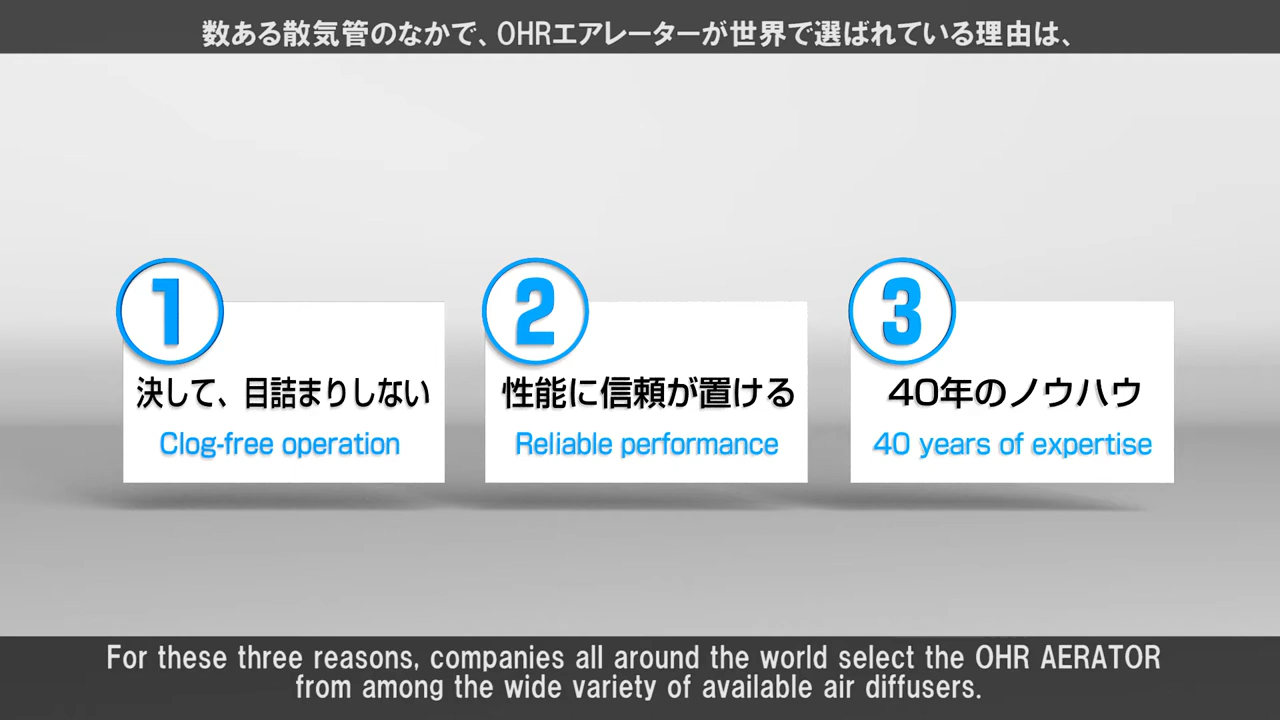 数ある散気管のなかで、OHRエアレーターが世界で選ばれている理由は、
1
決して、目詰まりしない
Clog-free operation
2
性能に信頼が置ける
Reliable performance
3
40年のノウハウ
40 years of expertise
For these three reasons, companies all around the world select the OHR AERATOR
from among the wide variety of available air diffusers.